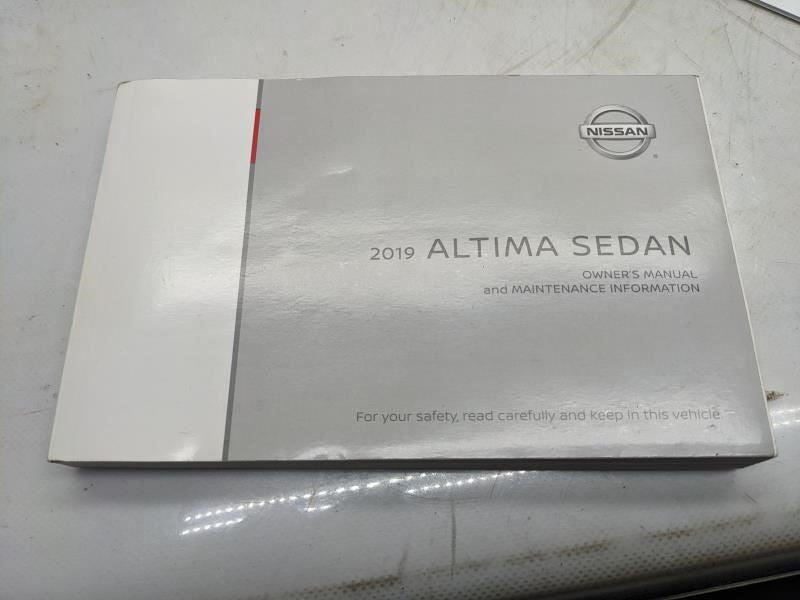 NISSAN
2019 ALTIMA SEDAN
OWNER'S MANUAL
and MAINTENANCE INFORMATION
For your safety, read carefully and keep in this vehicle.